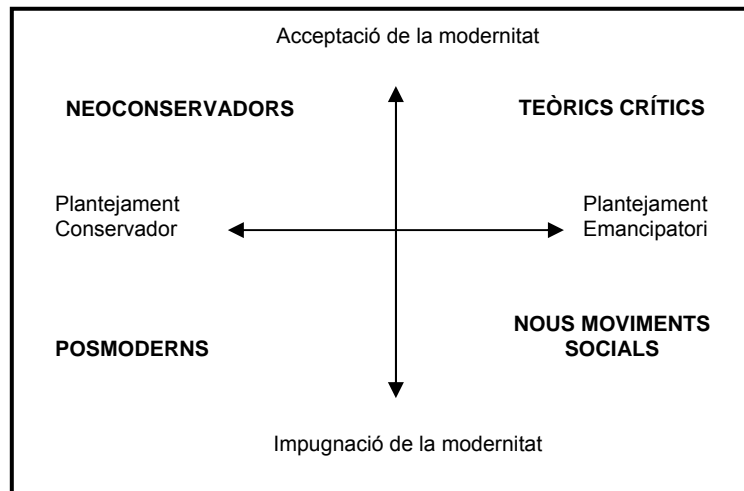 Acceptació de la modernitat
NEOCONSERVADORS
TEÒRICS CRÍTICS
Plantejament
Conservador
Plantejament
Emancipatori
POSMODERNS
NOUS MOVIMENTS
SOCIALS
Impugnació de la modernitat